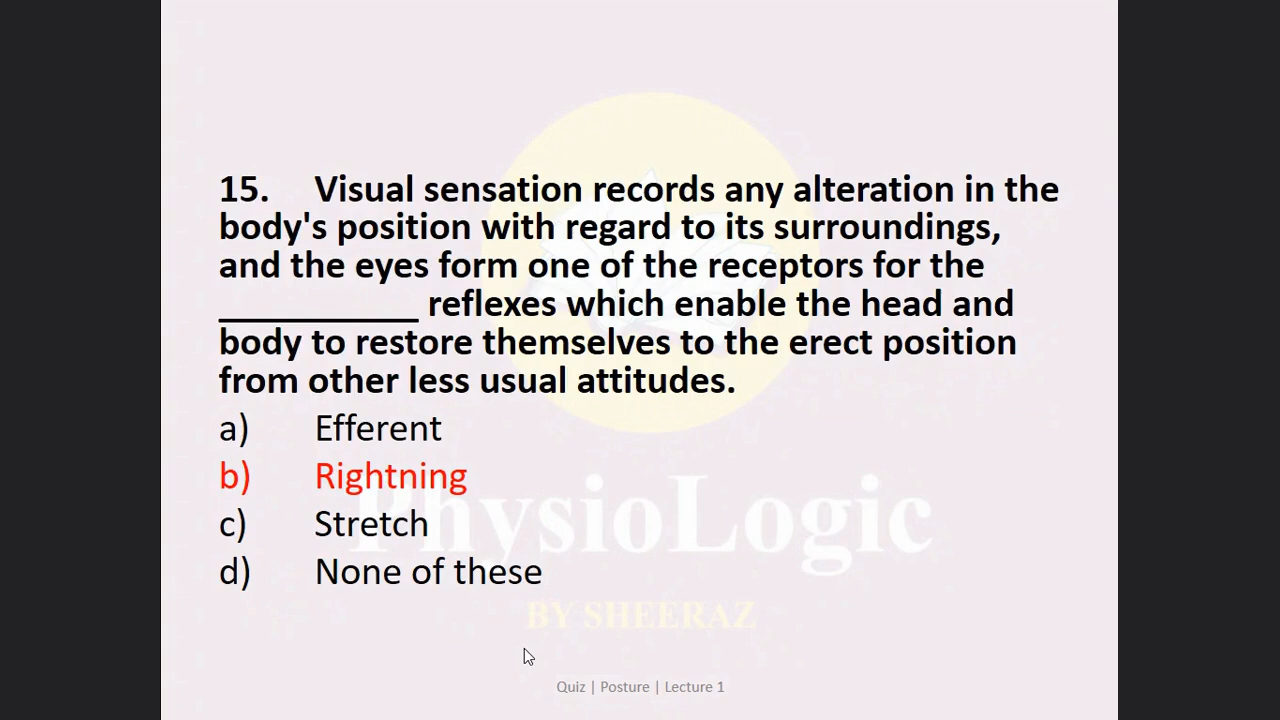 15. Visual sensation records any alteration in the
body's position with regard to its surroundings,
and the eyes form one of the receptors for the
__________ reflexes which enable the head and
body to restore themselves to the erect position
from other less usual attitudes.
a) Efferent
b) Rightning
c) Stretch
d) None of these
PhysioLogic
BY SHEERAZ
Quiz | Posture | Lecture 1